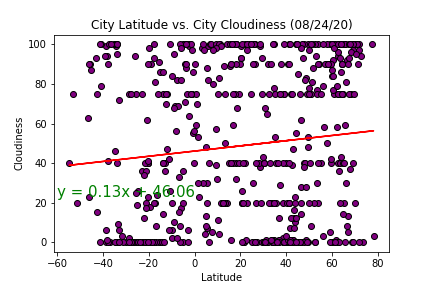 City Latitude vs. City Cloudiness (08/24/20)
100
80
60
40
20
0
Cloudiness
y = 0.13x + 46.06
−60 −40 −20 0 20 40 60 80
Latitude